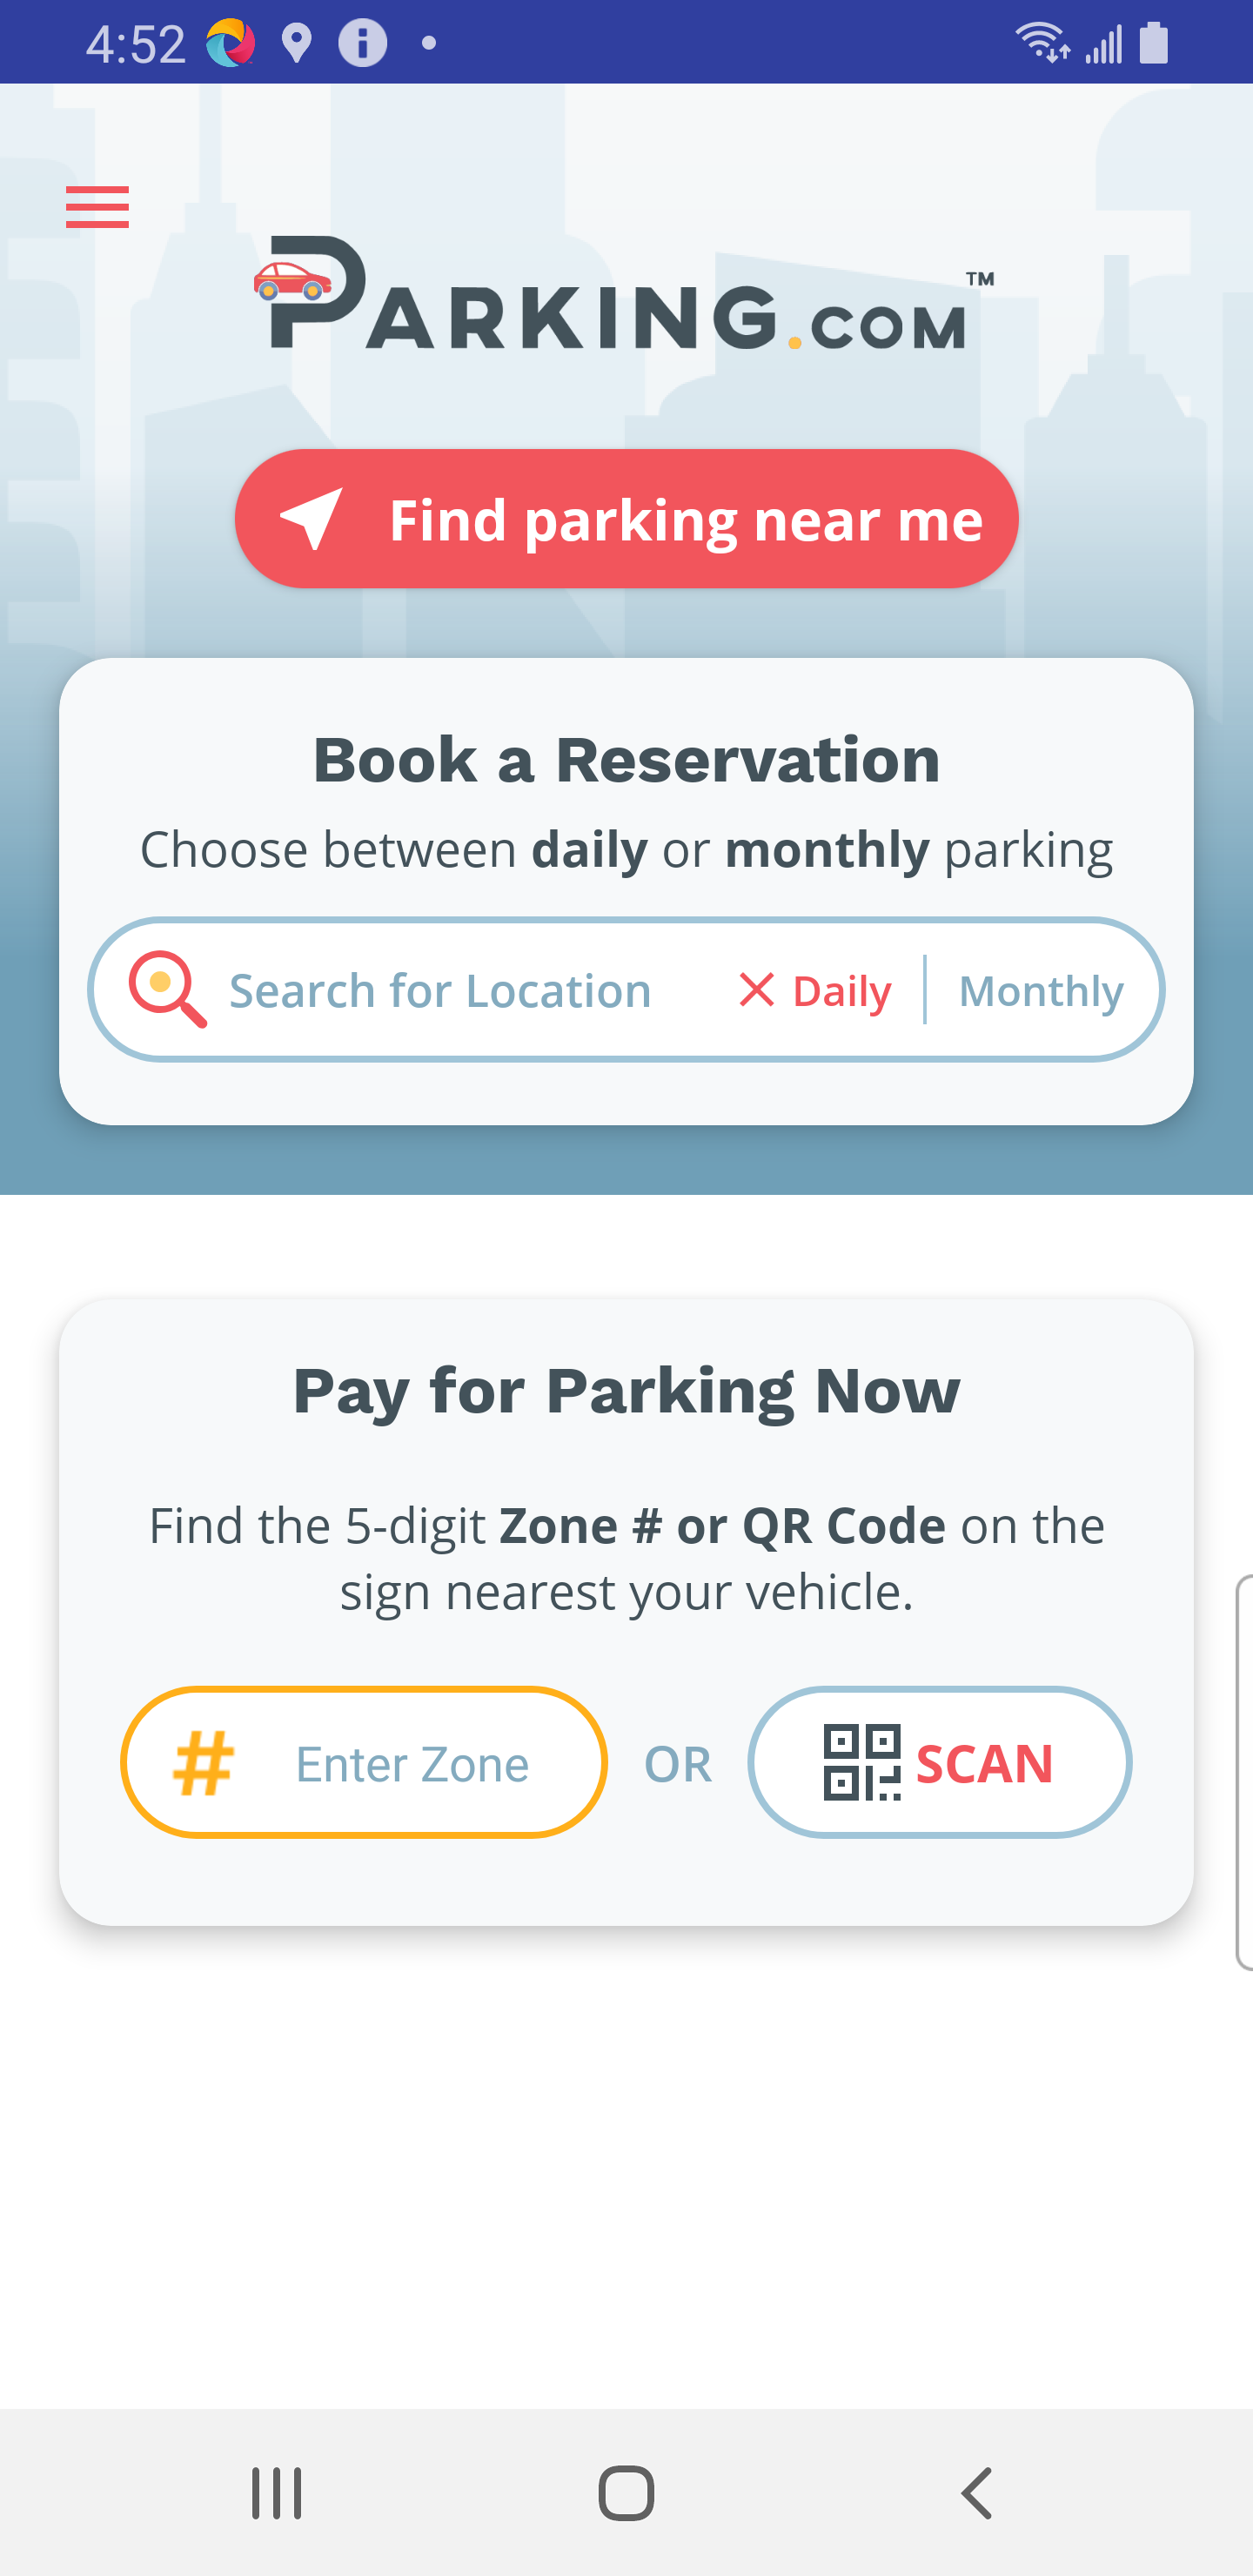 4:52
PARKING.COM™
Find parking near me
Book a Reservation
Choose between daily or monthly parking
Search for Location Daily Monthly
Pay for Parking Now
Find the 5-digit Zone # or QR Code on the
sign nearest your vehicle.
# Enter Zone OR SCAN